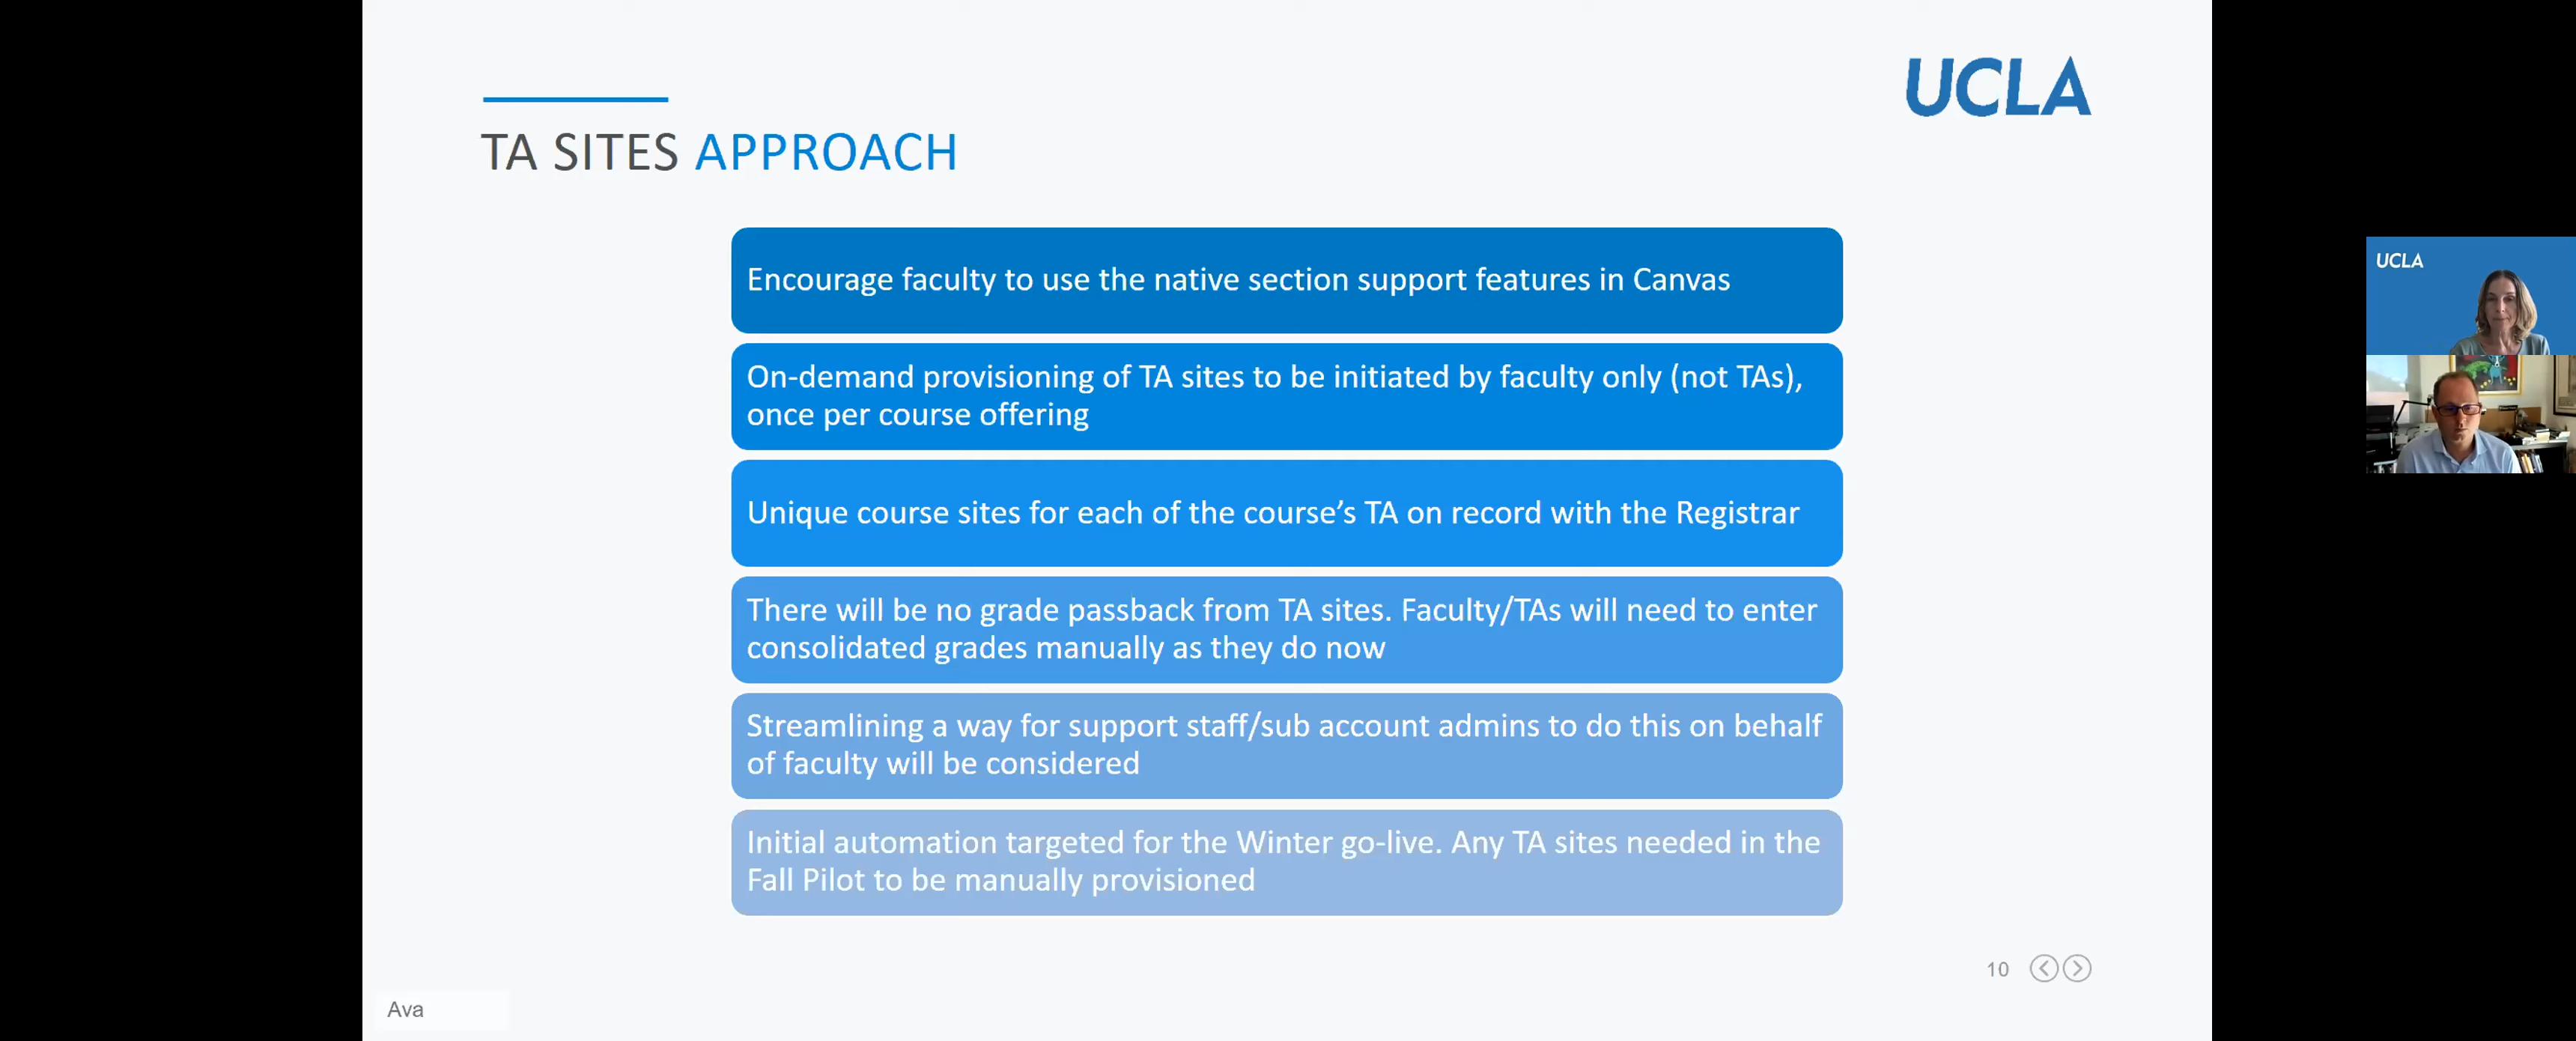 UCLA
TA SITES APPROACH
Encourage faculty to use the native section support features in Canvas
On-demand provisioning of TA sites to be initiated by faculty only (not TAs),
once per course offering
Unique course sites for each of the course’s TA on record with the Registrar
There will be no grade passback from TA sites. Faculty/TAs will need to enter
consolidated grades manually as they do now
Streamlining a way for support staff/sub account admins to do this on behalf
of faculty will be considered
Initial automation targeted for the Winter go-live. Any TA sites needed in the
Fall Pilot to be manually provisioned
10
Ava
UCLA